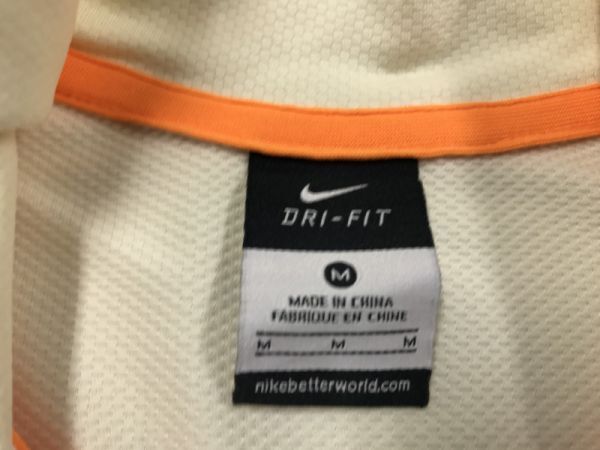 DRI-FIT
M
MADE IN CHINA
FABRIQUE EN CHINE
M M M
nikebetterworld.com